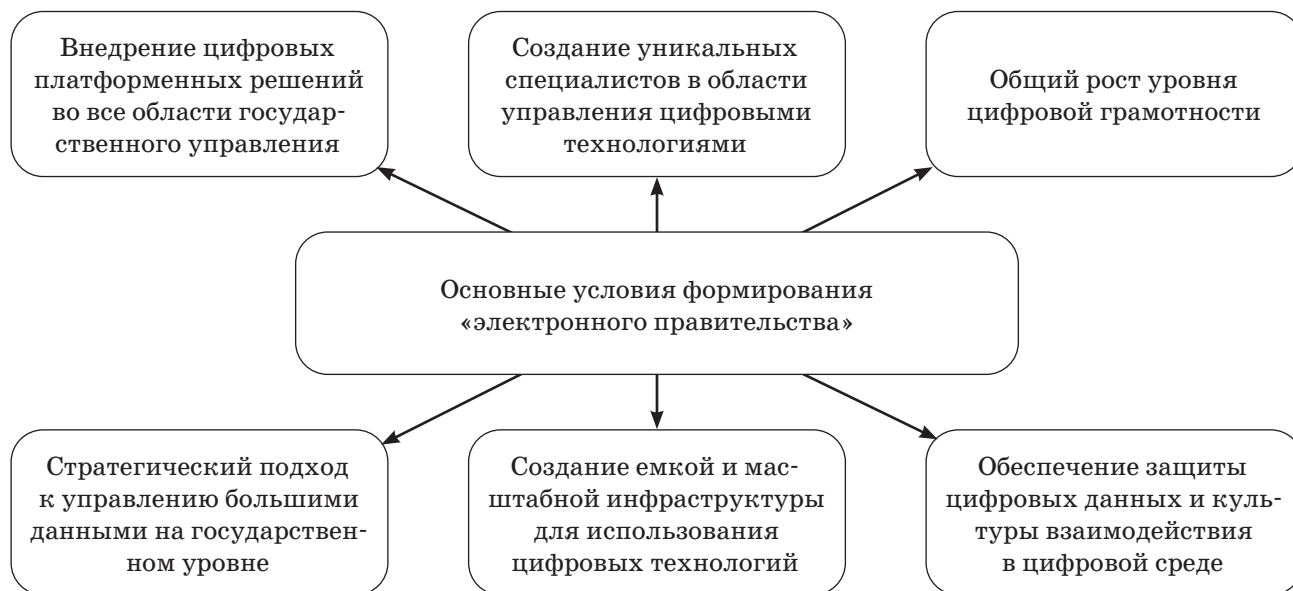 Внедрение цифровых
платформенных решений
во все области государ-
ственного управления
Создание уникальных
специалистов в области
управления цифровыми
технологиями
Общий рост уровня
цифровой грамотности
Основные условия формирования
«электронного правительства»
Стратегический подход
к управлению большими
данными на государствен-
ном уровне
Создание емкой и мас-
штабной инфраструктуры
для использования
цифровых технологий
Обеспечение защиты
цифровых данных и куль-
туры взаимодействия
в цифровой среде